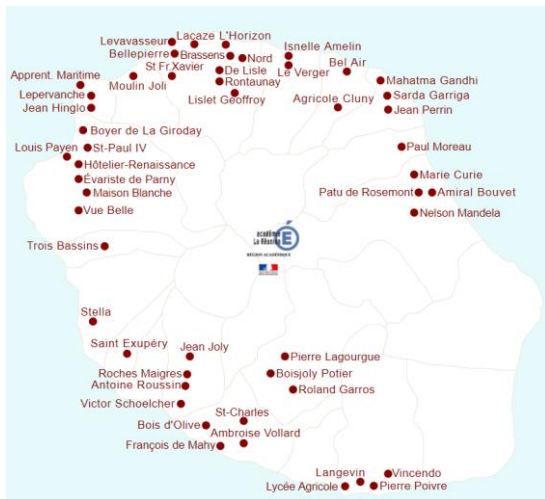 Levavasseur
Lacaze L'Horizon
Bellepierre
Brassens
Nord
Isnelle Amelin
Bel Air
St Fr Xavier
De Lisle
Le Verger
Apprent. Maritime
Moulin Joli
Rontaunay
Mahatma Gandhi
Lepervanche
Lislet Geoffroy
Agricole Cluny
Sarda Garriga
Jean Hinglo
Jean Perrin
Boyer de La Giroday
Louis Payen
St-Paul IV
Paul Moreau
Hôtelier-Renaissance
Marie Curie
Évariste de Parny
Maison Blanche
Patu de Rosemont
Amiral Bouvet
Vue Belle
Nelson Mandela
Trois Bassins
académie
La Réunion
É
RÉGION ACADÉMIQUE
Stella
Saint Exupéry
Jean Joly
Pierre Lagourgue
Roches Maigres
Boisjoly Potier
Antoine Roussin
Roland Garros
Victor Schoelcher
St-Charles
Bois d'Olive
Ambroise Vollard
François de Mahy
Langevin
Vincendo
Lycée Agricole
Pierre Poivre